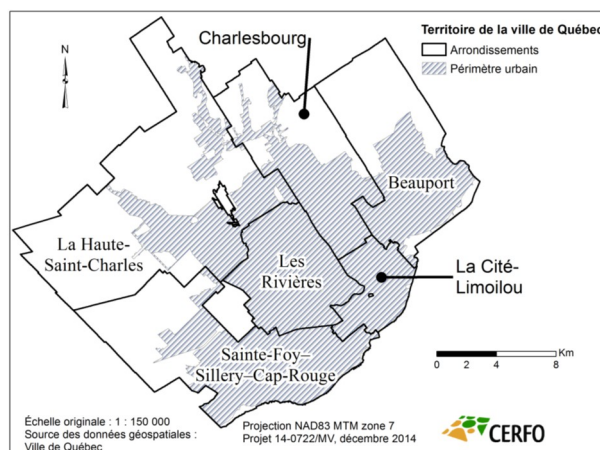 Territoire de la ville de Québec
Arrondissements
Périmètre urbain
N
Charlesbourg
Beauport
La Haute-
Saint-Charles
Les
Rivières
La Cité-
Limoilou
Sainte-Foy–
Sillery–Cap-Rouge
0 2 4 8 Km
Échelle originale : 1 : 150 000
Source des données géospatiales :
Ville de Québec
Projection NAD83 MTM zone 7
Projet 14-0722/MV, décembre 2014
CERFO